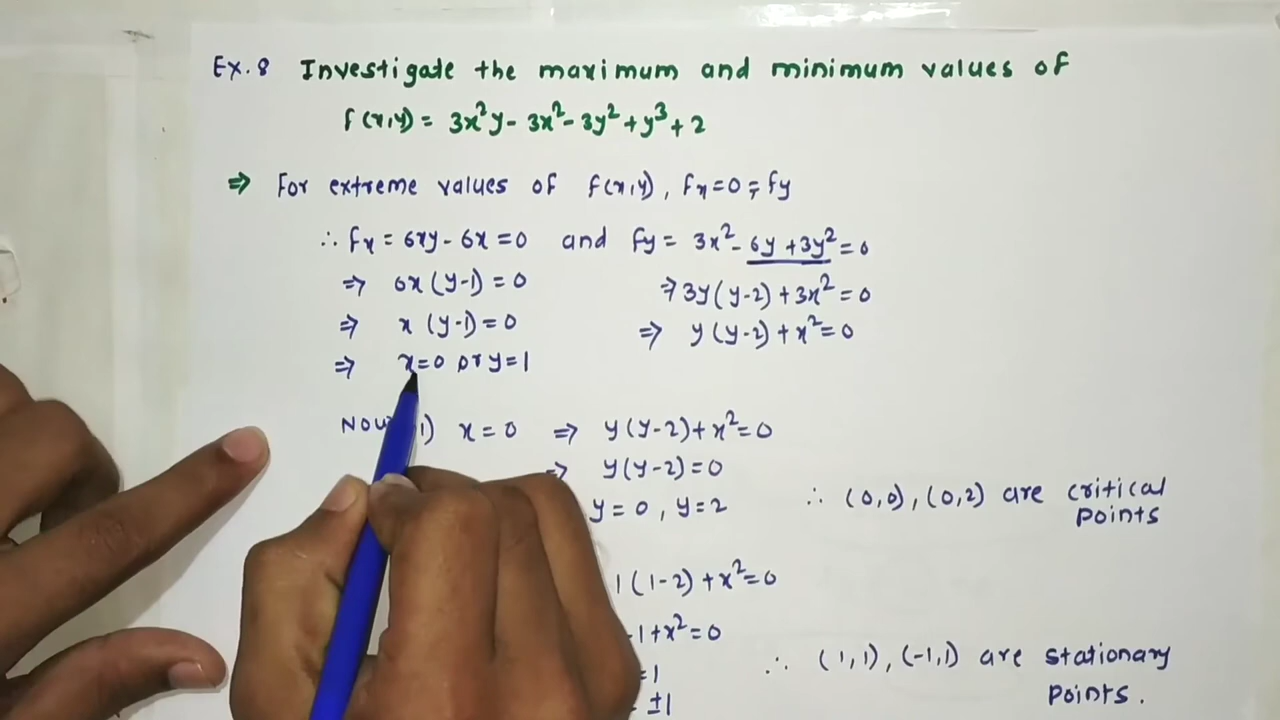 Ex.8 Investigate the maximum and minimum values of
f(x,y) = 3x²y - 3x² - 3y² + y³ + 2
⇒ For extreme values of f(x,y), fx=0=fy
∴ fx = 6xy - 6x = 0 and fy = 3x² - 6y + 3y² = 0
⇒ 6x(y-1) = 0 ⇒ 3y(y-2) + 3x² = 0
⇒ x(y-1) = 0 ⇒ y(y-2) + x² = 0
⇒ x=0 or y=1
Now 1) x = 0 ⇒ y(y-2) + x² = 0
⇒ y(y-2) = 0
y = 0, y = 2 ∴ (0,0), (0,2) are critical
points
1(1-2) + x² = 0
-1 + x² = 0
=1 ∴ (1,1), (-1,1) are stationary
±1 points.